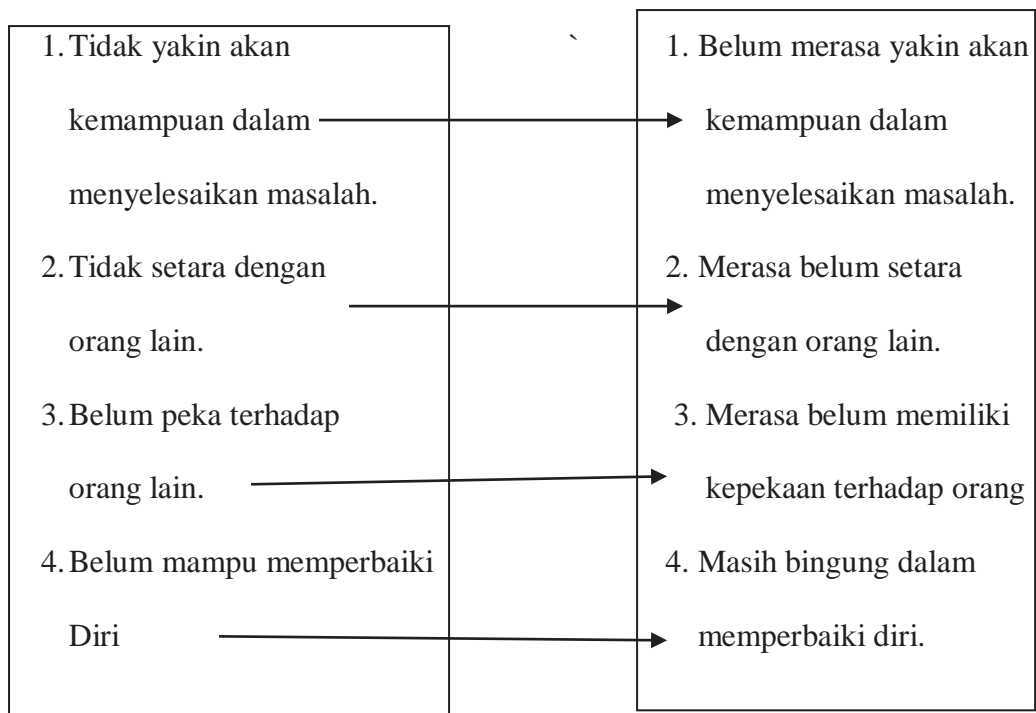 1. Tidak yakin akan
kemampuan dalam
menyelesaikan masalah.
2. Tidak setara dengan
orang lain.
3. Belum peka terhadap
orang lain.
4. Belum mampu memperbaiki
Diri
`
1. Belum merasa yakin akan
kemampuan dalam
menyelesaikan masalah.
2. Merasa belum setara
dengan orang lain.
3. Merasa belum memiliki
kepekaan terhadap orang
4. Masih bingung dalam
memperbaiki diri.